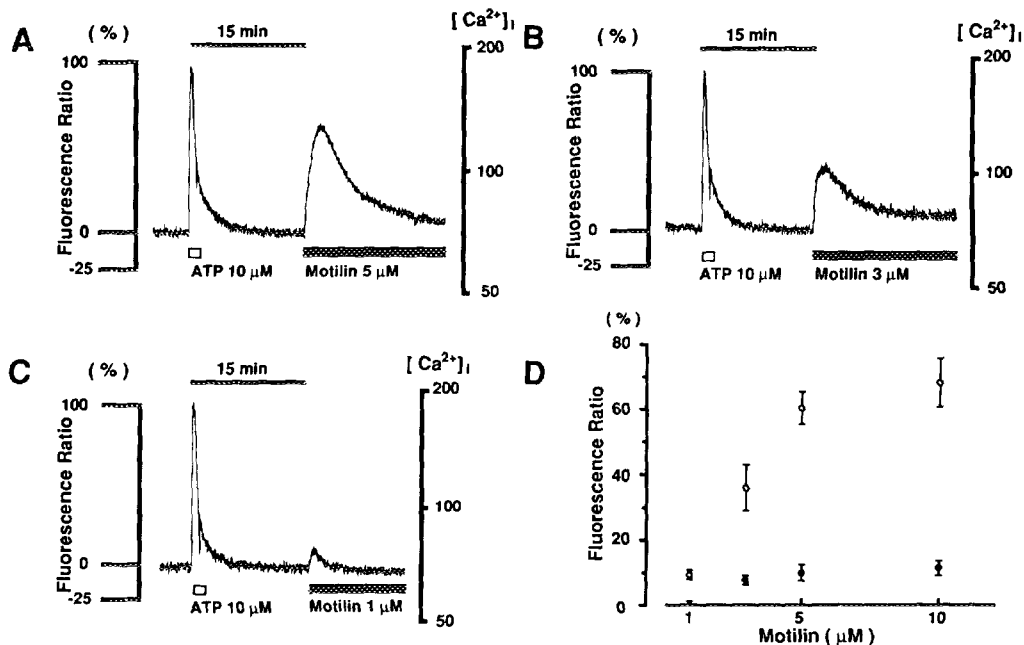 A
( % )
15 min
[ Ca2+]i
200
100
Fluorescence Ratio
100
0
-25
50
ATP 10 µM
Motilin 5 µM
B
( % )
15 min
[ Ca2+]i
200
100
Fluorescence Ratio
100
0
-25
50
ATP 10 µM
Motilin 3 µM
C
( % )
15 min
[ Ca2+]i
200
100
Fluorescence Ratio
100
0
-25
50
ATP 10 µM
Motilin 1 µM
D
(%)
80
60
40
20
0
Fluorescence Ratio
1
5
10
Motilin ( µM )